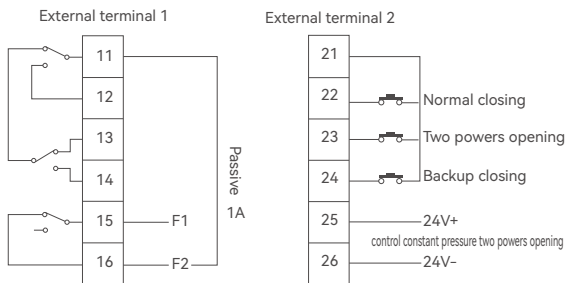 External terminal 1
11
12
13
14
15
16
F1
F2
Passive
1A
External terminal 2
21
22
23
24
25
26
Normal closing
Two powers opening
Backup closing
24V+
control constant pressure two powers opening
24V-